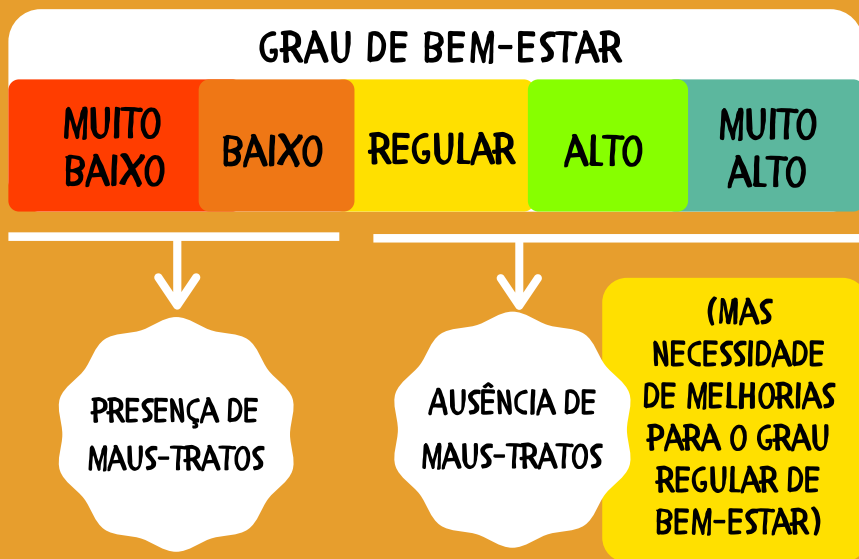 GRAU DE BEM-ESTAR
MUITO
BAIXO
BAIXO
REGULAR
ALTO
MUITO
ALTO
PRESENÇA DE
MAUS-TRATOS
AUSÊNCIA DE
MAUS-TRATOS
(MAS
NECESSIDADE
DE MELHORIAS
PARA O GRAU
REGULAR DE
BEM-ESTAR)